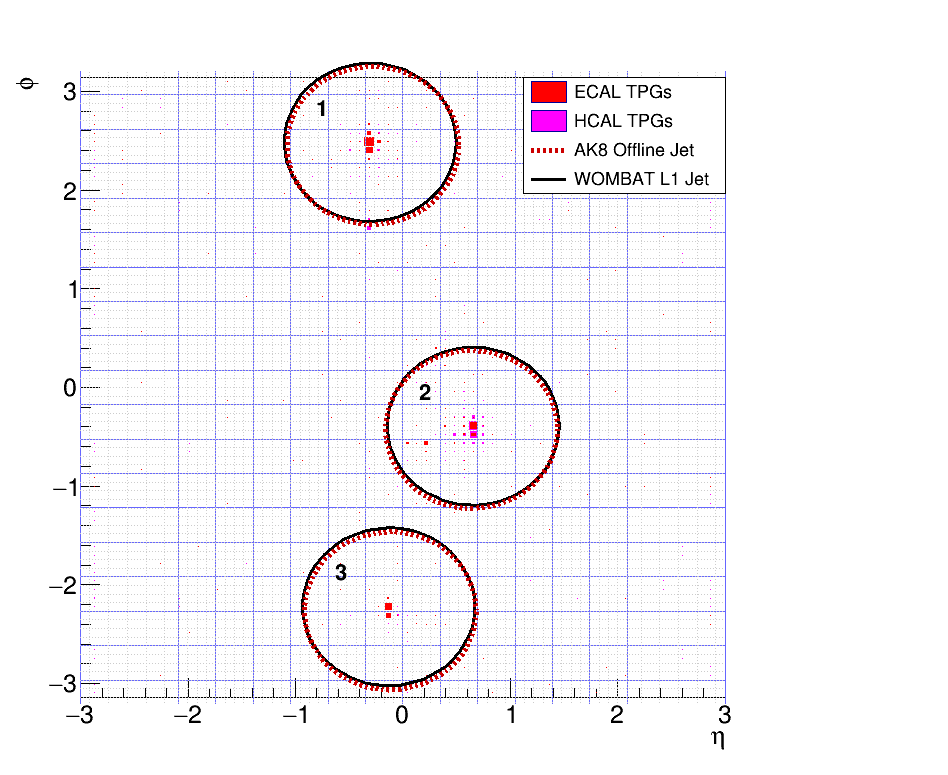 ϕ
3
2
1
0
−1
−2
−3
1
2
3
ECAL TPGs
HCAL TPGs
AK8 Offline Jet
WOMBAT L1 Jet
−3 −2 −1 0 1 2 3
η